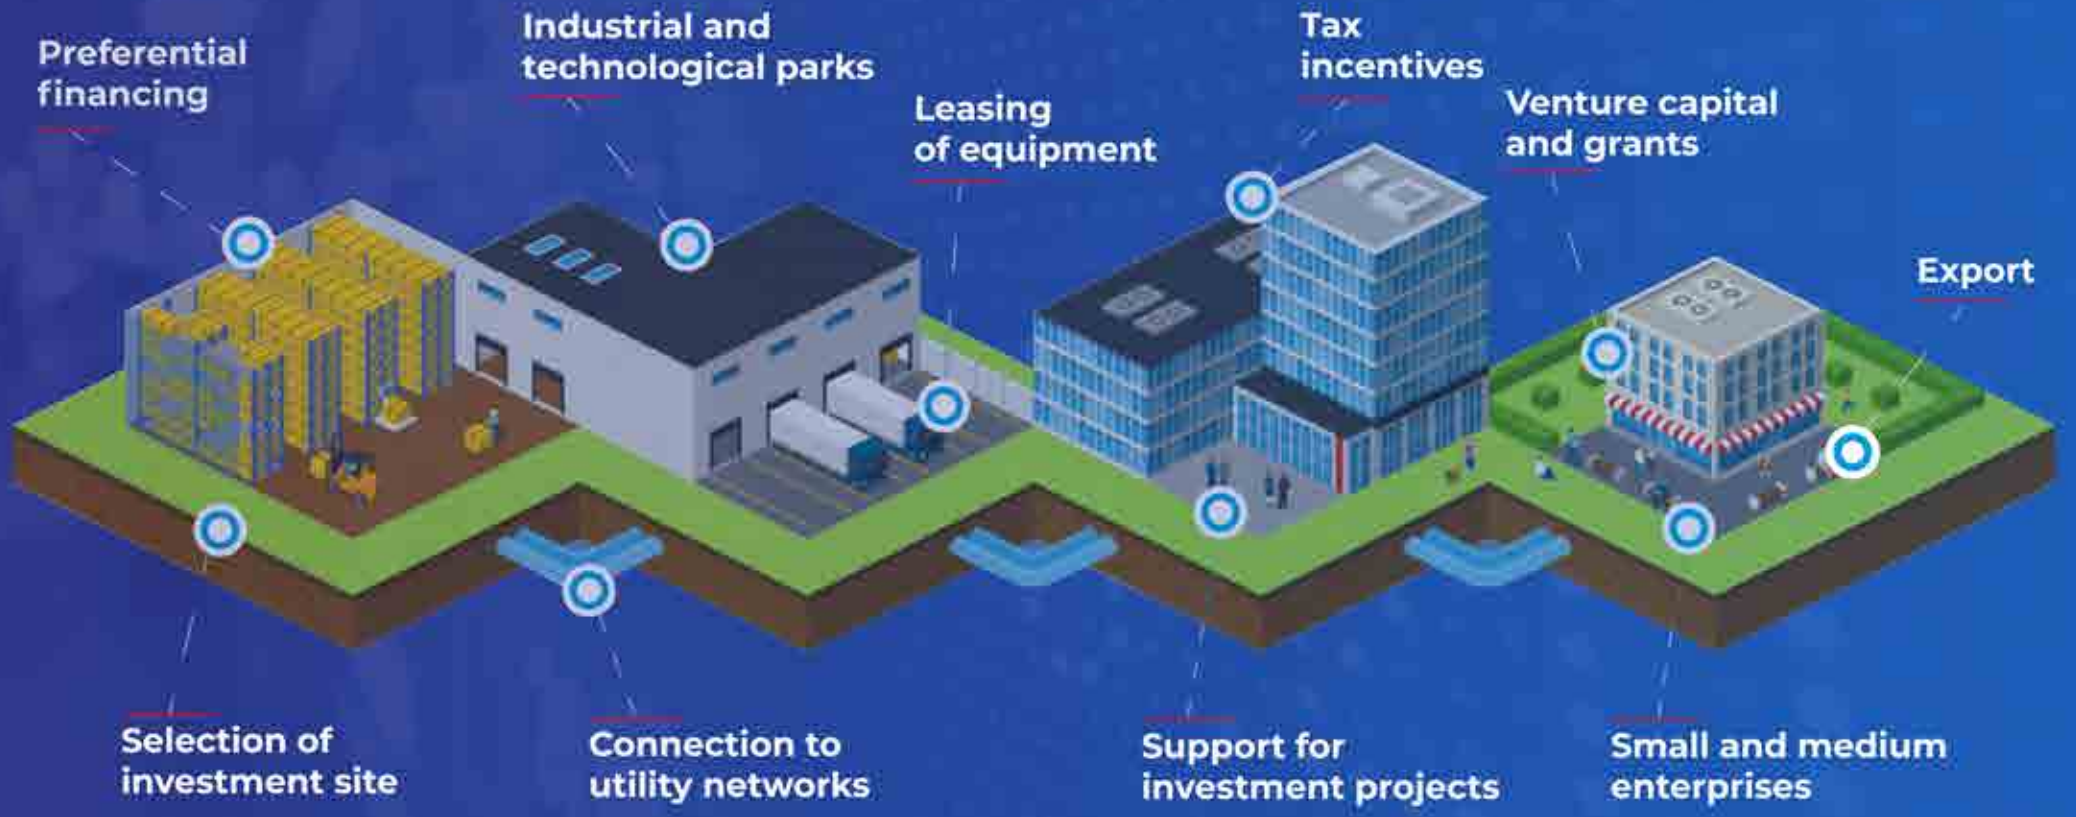 Preferential
financing
Industrial and
technological parks
Leasing
of equipment
Tax
incentives
Venture capital
and grants
Export
Selection of
investment site
Connection to
utility networks
Support for
investment projects
Small and medium
enterprises